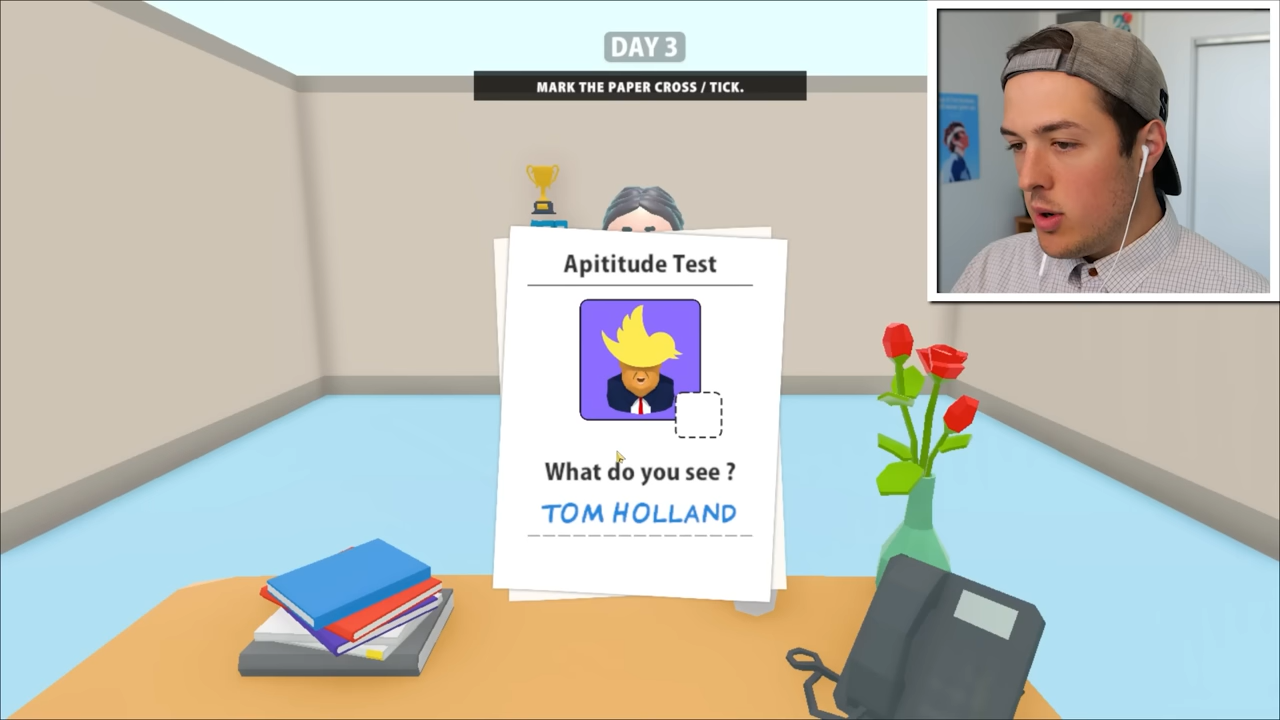 DAY 3
MARK THE PAPER CROSS / TICK.
Apititude Test
What do you see ?
TOM HOLLAND